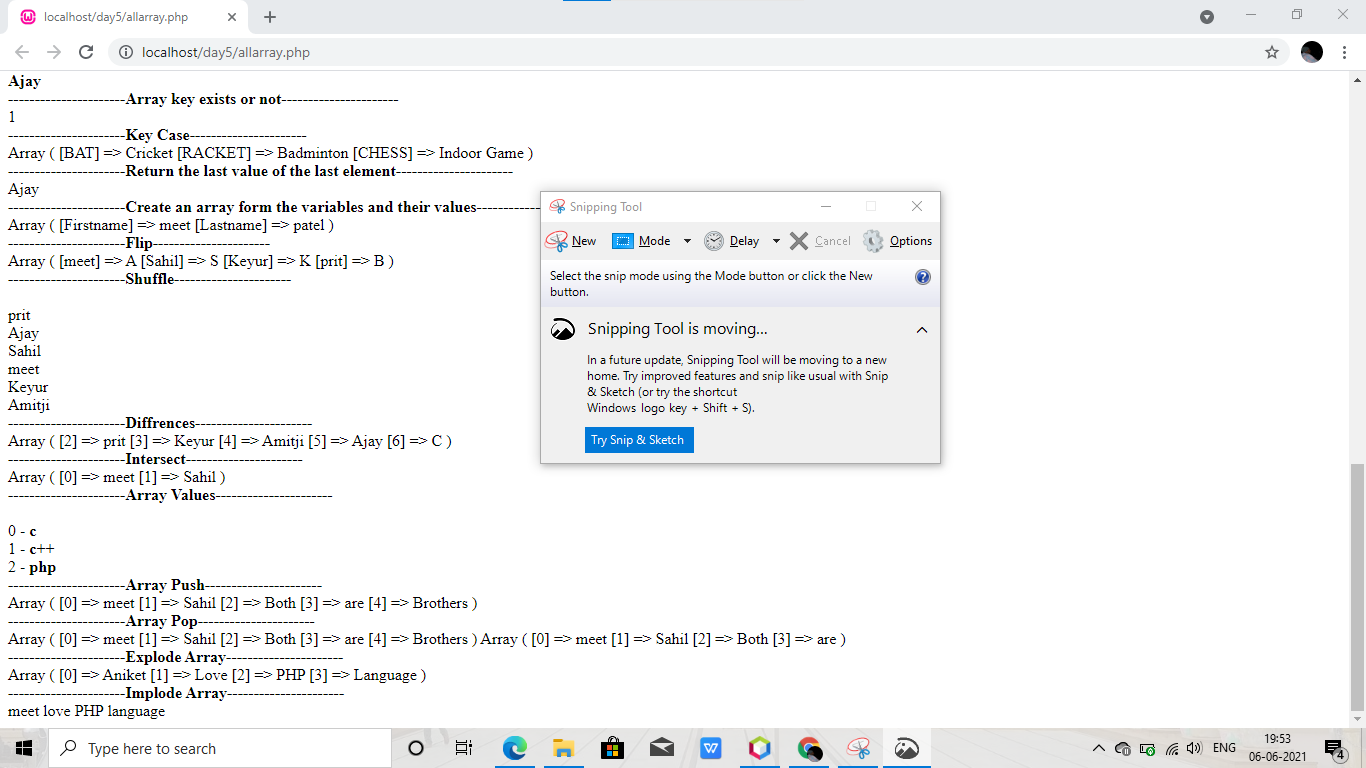 localhost/day5/allarray.php
localhost/day5/allarray.php
Ajay
----------------------Array key exists or not----------------------
1
----------------------Key Case----------------------
Array ( [BAT] => Cricket [RACKET] => Badminton [CHESS] => Indoor Game )
----------------------Return the last value of the last element----------------------
Ajay
----------------------Create an array form the variables and their values------------
Array ( [Firstname] => meet [Lastname] => patel )
----------------------Flip----------------------
Array ( [meet] => A [Sahil] => S [Keyur] => K [prit] => B )
----------------------Shuffle----------------------
prit
Ajay
Sahil
meet
Keyur
Amitji
----------------------Diffrences----------------------
Array ( [2] => prit [3] => Keyur [4] => Amitji [5] => Ajay [6] => C )
----------------------Intersect----------------------
Array ( [0] => meet [1] => Sahil )
----------------------Array Values----------------------
0 - c
1 - c++
2 - php
----------------------Array Push----------------------
Array ( [0] => meet [1] => Sahil [2] => Both [3] => are [4] => Brothers )
----------------------Array Pop----------------------
Array ( [0] => meet [1] => Sahil [2] => Both [3] => are [4] => Brothers ) Array ( [0] => meet [1] => Sahil [2] => Both [3] => are )
----------------------Explode Array----------------------
Array ( [0] => Aniket [1] => Love [2] => PHP [3] => Language )
----------------------Implode Array----------------------
meet love PHP language
Snipping Tool
New Mode Delay Cancel Options
Select the snip mode using the Mode button or click the New
button.
Snipping Tool is moving...
In a future update, Snipping Tool will be moving to a new
home. Try improved features and snip like usual with Snip
& Sketch (or try the shortcut
Windows logo key + Shift + S).
Try Snip & Sketch
Type here to search
W
ENG
19:53
06-06-2021
4